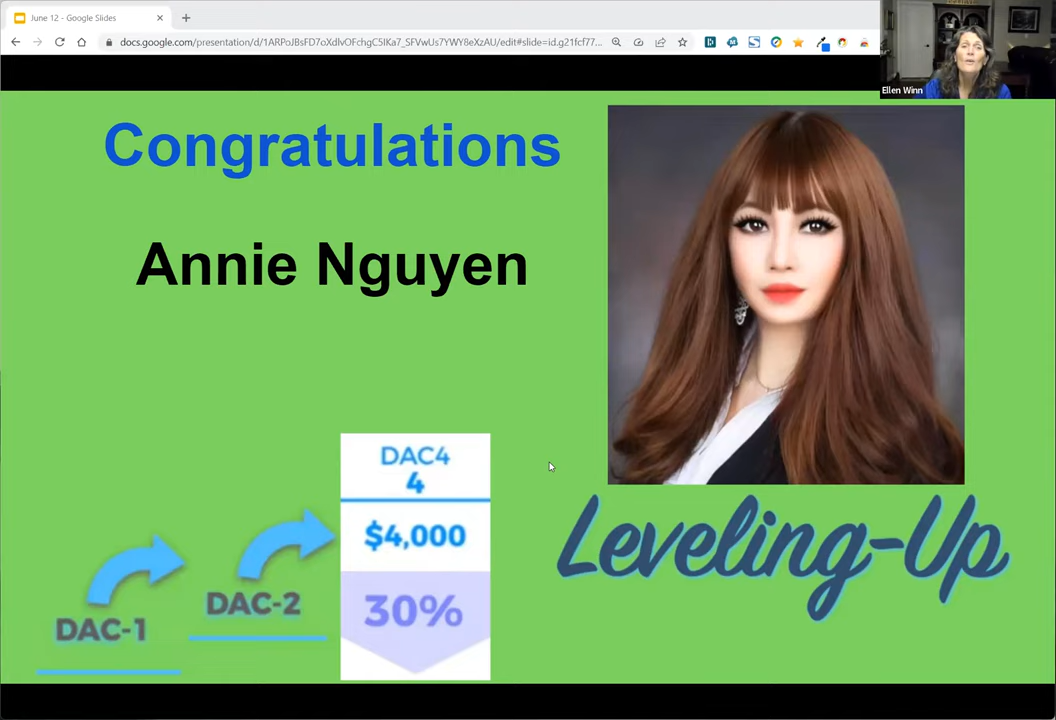 June 12 - Google Slides
docs.google.com/presentation/d/1ARPoJBsFD7oXdlvOFchgC5IKa7_SFVwUs7YWY8eXzAU/edit#slide=id.g21fcf77...
Ellen Winn
Congratulations
Annie Nguyen
DAC4
4
$4,000
30%
DAC-1
DAC-2
Leveling-Up